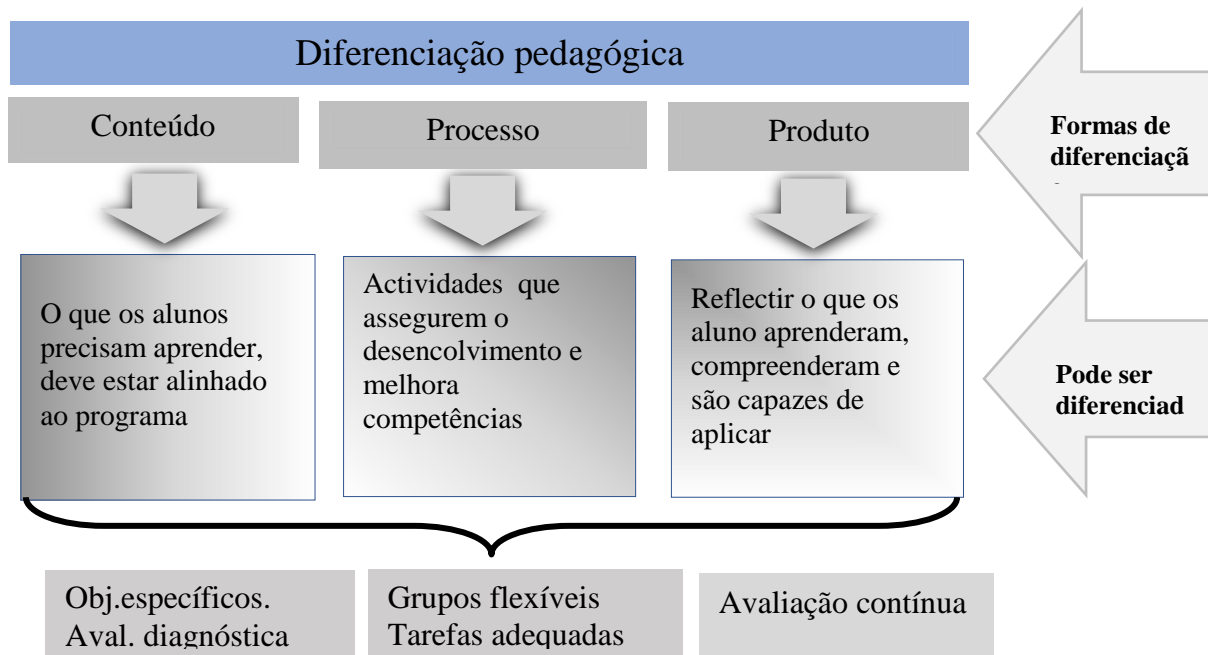 Diferenciação pedagógica
Conteúdo
Processo
Produto
Formas de
diferenciaçã
O que os alunos
precisam aprender,
deve estar alinhado
ao programa
Actividades que
assegurem o
desencolvimento e
melhora
competências
Reflectir o que os
aluno aprenderam,
compreenderam e
são capazes de
aplicar
Pode ser
diferenciad
Obj.específicos.
Aval. diagnóstica
Grupos flexíveis
Tarefas adequadas
Avaliação contínua